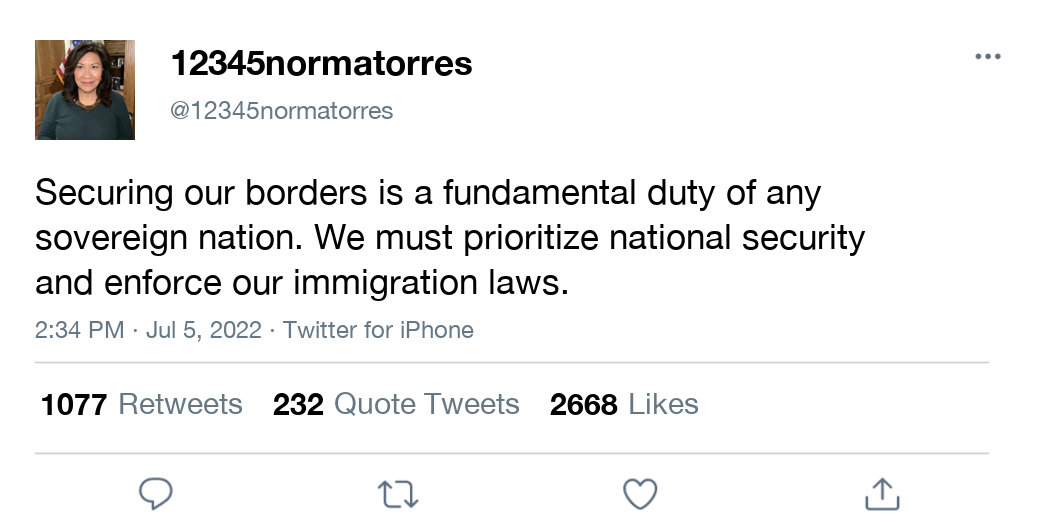 12345normatorres
@12345normatorres
Securing our borders is a fundamental duty of any
sovereign nation. We must prioritize national security
and enforce our immigration laws.
2:34 PM · Jul 5, 2022 · Twitter for iPhone
1077 Retweets 232 Quote Tweets 2668 Likes